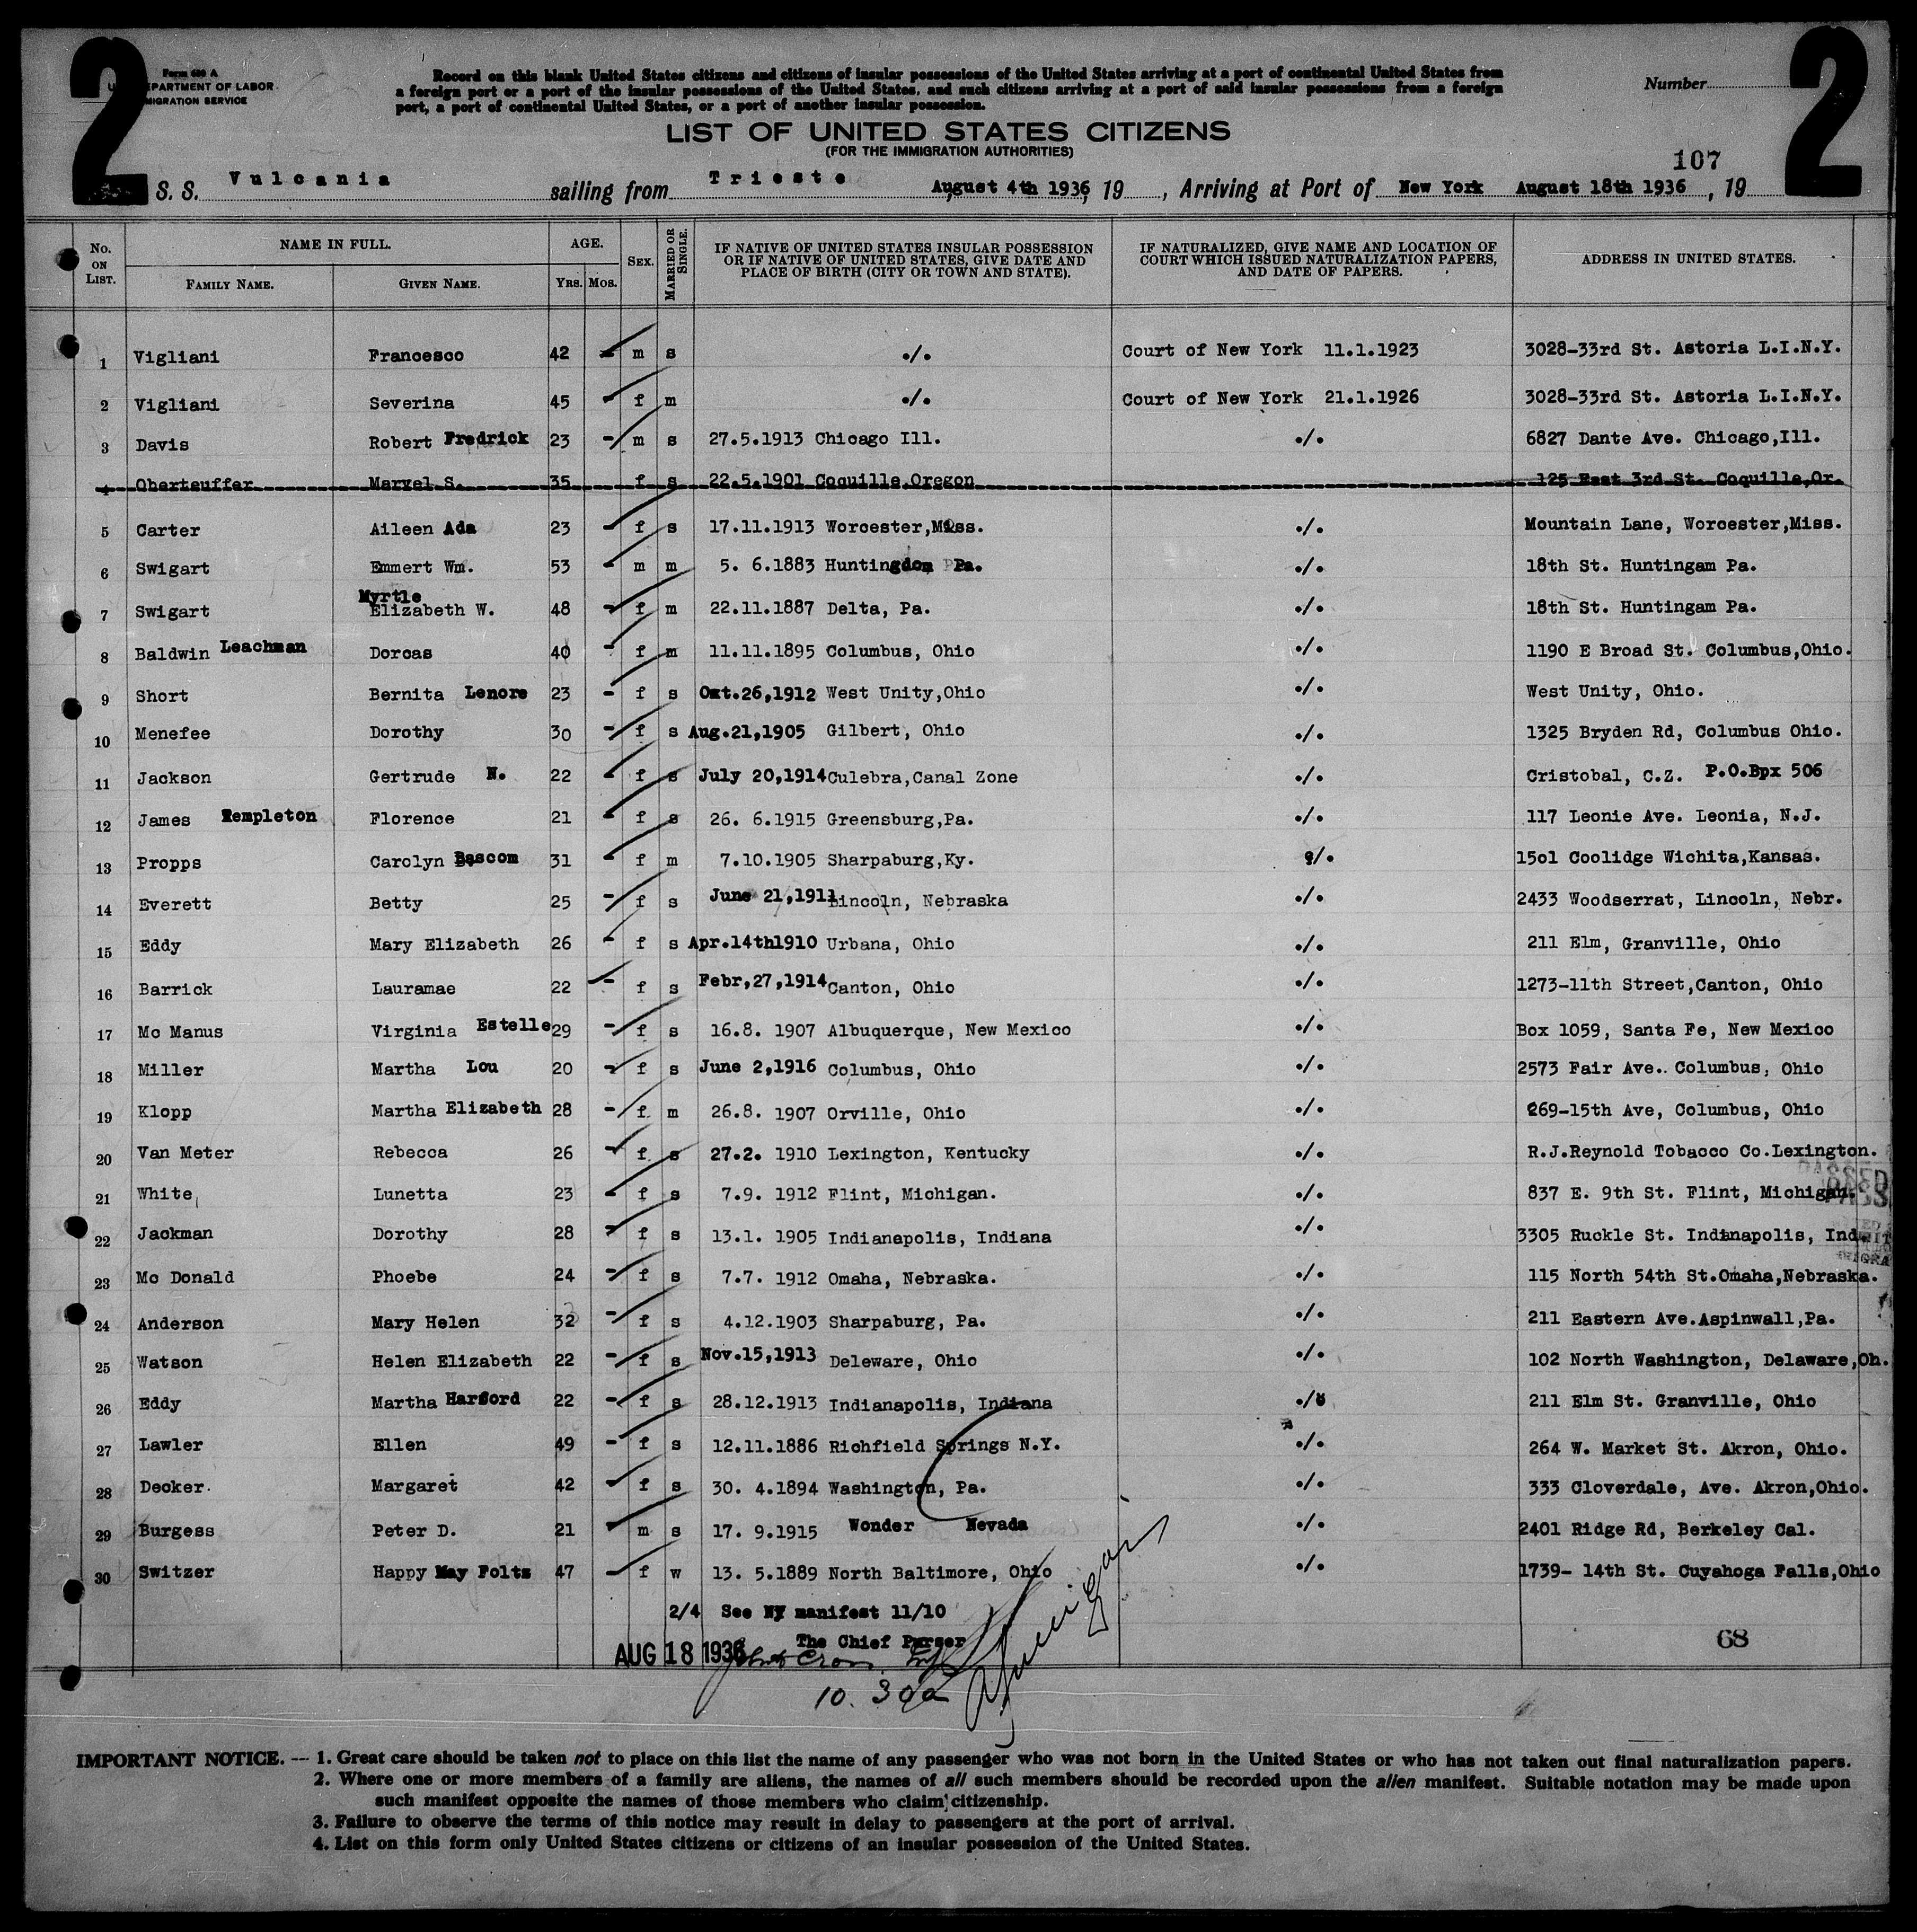 2 2
Form 630 A
DEPARTMENT OF LABOR
IMMIGRATION SERVICE
Record on this blank United States citizens and citizens of insular possessions of the United States arriving at a port of continental United States from
a foreign port or a port of the insular possessions of the United States, and such citizens arriving at a port of said insular possessions from a foreign
port, a port of continental United States, or a port of another insular possession.
Number
LIST OF UNITED STATES CITIZENS
(FOR THE IMMIGRATION AUTHORITIES)
107
S. S. Vulcania sailing from Trieste August 4th 1936, 19 , Arriving at Port of New York August 18th 1936 , 19
No. ON LIST. NAME IN FULL. FAMILY NAME. GIVEN NAME. AGE. YRS. MOS. SEX. MARRIED OR SINGLE. IF NATIVE OF UNITED STATES INSULAR POSSESSION OR IF NATIVE OF UNITED STATES, GIVE DATE AND PLACE OF BIRTH (CITY OR TOWN AND STATE). IF NATURALIZED, GIVE NAME AND LOCATION OF COURT WHICH ISSUED NATURALIZATION PAPERS, AND DATE OF PAPERS. ADDRESS IN UNITED STATES.
1 Vigliani Francesco 42 - m s ./. Court of New York 11.1.1923 3028-33rd St. Astoria L.I.N.Y.
2 Vigliani Severina 45 - f m ./. Court of New York 21.1.1926 3028-33rd St. Astoria L.I.N.Y.
3 Davis Robert Fredrick 23 - m s 27.5.1913 Chicago Ill. ./. 6827 Dante Ave. Chicago,Ill.
4 Oberteuffer Marvel S. 35 f s 22.5.1901 Coquille Oregon 125 East 3rd St. Coquille,Or.
5 Carter Aileen Ada 23 - f s 17.11.1913 Worcester,Mass. ./. Mountain Lane, Worcester,Miss.
6 Swigart Emmert Wm. 53 - m m 5. 6.1883 Huntingdon Pa. ./. 18th St. Huntingam Pa.
7 Swigart Myrtle Elizabeth W. 48 - f m 22.11.1887 Delta, Pa. ./. 18th St. Huntingam Pa.
8 Baldwin Leachman Dorcas 40 - f m 11.11.1895 Columbus, Ohio ./. 1190 E Broad St. Columbus,Ohio.
9 Short Bernita Lenore 23 - f s Oxt.26,1912 West Unity,Ohio ./. West Unity, Ohio.
10 Menefee Dorothy 30 - f s Aug.21,1905 Gilbert, Ohio ./. 1325 Bryden Rd, Columbus Ohio.
11 Jackson Gertrude N. 22 - f s July 20,1914 Culebra,Canal Zone ./. Cristobal, C.Z. P.O.Bpx 506
12 James Templeton Florence 21 - f s 26. 6.1915 Greensburg,Pa. ./. 117 Leonie Ave. Leonia, N.J.
13 Propps Carolyn Bascom 31 - f m 7.10.1905 Sharpaburg,Ky. ./. 15o1 Coolidge Wichita,Kansas.
14 Everett Betty 25 - f s June 21,1911 Lincoln, Nebraska ./. 2433 Woodserrat, Lincoln, Nebr.
15 Eddy Mary Elizabeth 26 - f s Apr.14th1910 Urbana, Ohio ./. 211 Elm, Granville, Ohio
16 Barrick Lauramae 22 - f s Febr,27,1914 Canton, Ohio ./. 1273-11th Street,Canton, Ohio
17 Mc Manus Virginia Estelle 29 - f s 16.8. 1907 Albuquerque, New Mexico ./. Box 1059, Santa Fe, New Mexico
18 Miller Martha Lou 20 - f s June 2,1916 Columbus, Ohio ./. 2573 Fair Ave. Columbus, Ohio
19 Klopp Martha Elizabeth 28 - f m 26.8. 1907 Orville, Ohio ./. 269-15th Ave, Columbus, Ohio
20 Van Meter Rebecca 26 - f s 27.2. 1910 Lexington, Kentucky ./. R.J.Reynold Tobacco Co.Lexington.
21 White Lunetta 23 - f s 7.9. 1912 Flint, Michigan. ./. 837 E. 9th St. Flint, Michigan.
22 Jackman Dorothy 28 - f s 13.1. 1905 Indianapolis, Indiana ./. 3305 Ruckle St. Indianapolis, Ind.
23 Mc Donald Phoebe 24 - f s 7.7. 1912 Omaha, Nebraska. ./. 115 North 54th St.Omaha,Nebraska.
24 Anderson Mary Helen 32 - f s 4.12.1903 Sharpaburg, Pa. ./. 211 Eastern Ave.Aspinwall,Pa.
25 Watson Helen Elizabeth 22 - f s Nov.15,1913 Deleware, Ohio ./. 102 North Washington, Delaware,Oh.
26 Eddy Martha Harford 22 - f s 28.12.1913 Indianapolis, Indiana ./. 211 Elm St. Granville, Ohio
27 Lawler Ellen 49 - f s 12.11.1886 Richfield Springs N.Y. ./. 264 W. Market St. Akron, Ohio.
28 Decker. Margaret 42 - f s 30. 4.1894 Washington, Pa. ./. 333 Cloverdale, Ave. Akron,Ohio.
29 Burgess Peter D. 21 - m s 17. 9.1915 Wonder Nevada ./. 2401 Ridge Rd, Berkeley Cal.
30 Switzer Happy May Foltz 47 - f w 13. 5.1889 North Baltimore, Ohio ./. 1739- 14th St. Cuyahoga Falls,Ohio
2/4 See NY manifest 11/10
The Chief Purser
AUG 18 1936
68
10.30a
IMPORTANT NOTICE. — 1. Great care should be taken not to place on this list the name of any passenger who was not born in the United States or who has not taken out final naturalization papers.
2. Where one or more members of a family are aliens, the names of all such members should be recorded upon the alien manifest. Suitable notation may be made upon
such manifest opposite the names of those members who claim citizenship.
3. Failure to observe the terms of this notice may result in delay to passengers at the port of arrival.
4. List on this form only United States citizens or citizens of an insular possession of the United States.